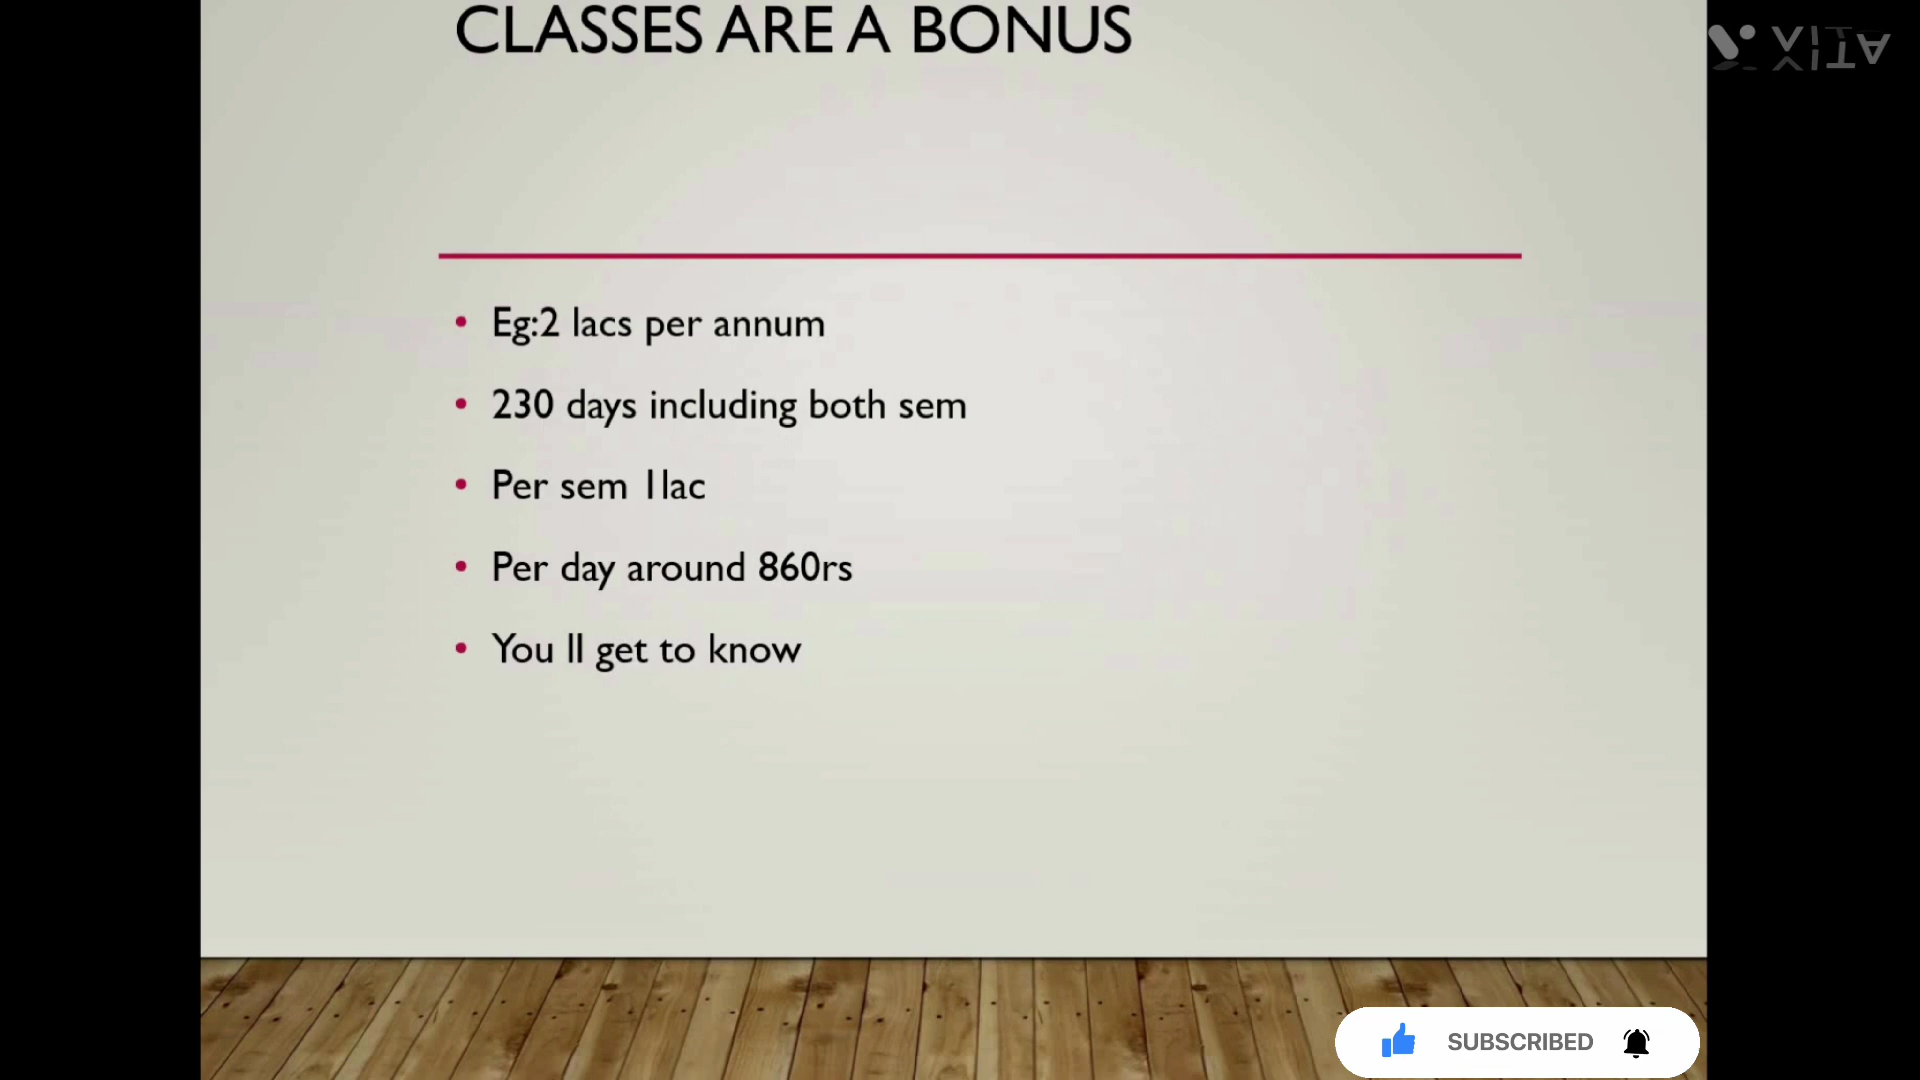 CLASSES ARE A BONUS
VITA
• Eg:2 lacs per annum
• 230 days including both sem
• Per sem 1lac
• Per day around 860rs
• You ll get to know
SUBSCRIBED